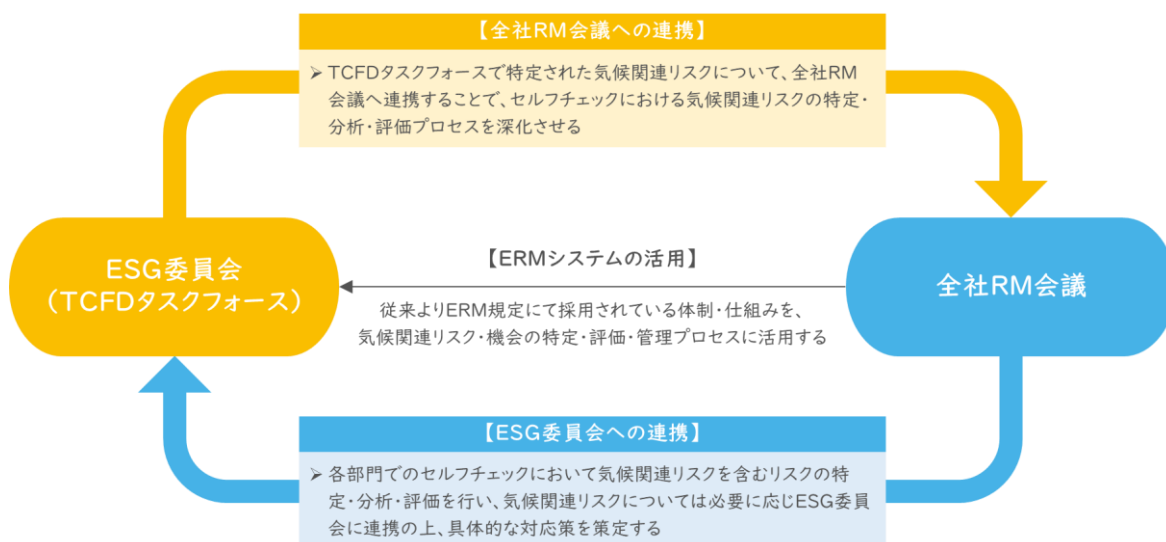 【全社RM会議への連携】
➢ TCFDタスクフォースで特定された気候関連リスクについて、全社RM
会議へ連携することで、セルフチェックにおける気候関連リスクの特定・
分析・評価プロセスを深化させる
ESG委員会
（TCFDタスクフォース）
【ERMシステムの活用】
従来よりERM規定にて採用されている体制・仕組みを、
気候関連リスク・機会の特定・評価・管理プロセスに活用する
全社RM会議
【ESG委員会への連携】
➢ 各部門でのセルフチェックにおいて気候関連リスクを含むリスクの特
定・分析・評価を行い、気候関連リスクについては必要に応じESG委員
会に連携の上、具体的な対応策を策定する